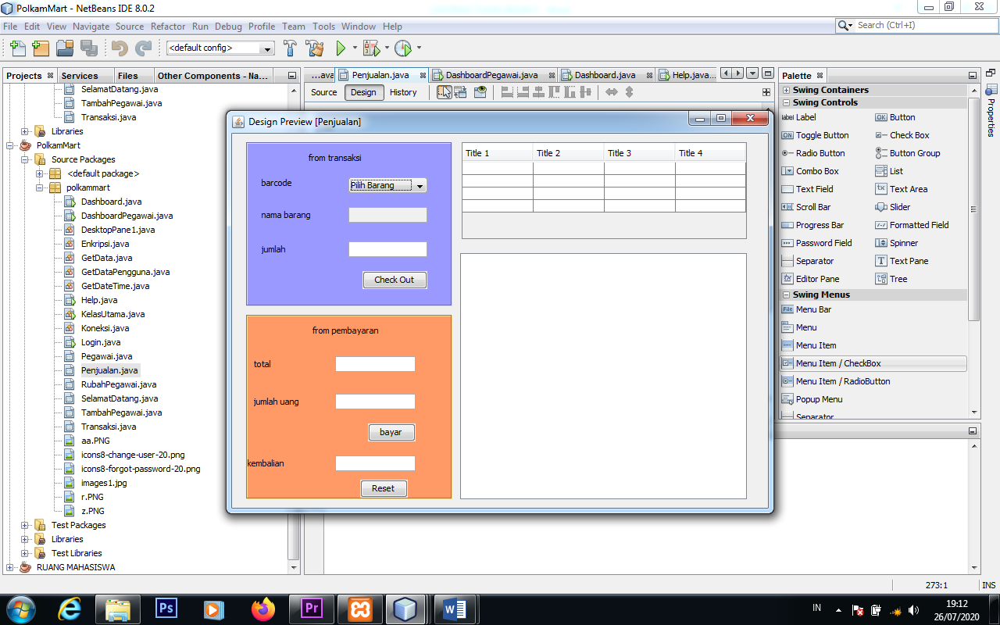 PolkamMart - NetBeans IDE 8.0.2
File Edit View Navigate Source Refactor Run Debug Profile Team Tools Window Help
Search (Ctrl+I)
<default config>
Projects Services Files Other Components - Na...
SelamatDatang.java
TambahPegawai.java
Transaksi.java
Libraries
PolkamMart
Source Packages
<default package>
polkammart
Dashboard.java
DashboardPegawai.java
DesktopPane1.java
Enkripsi.java
GetData.java
GetDataPengguna.java
GetDateTime.java
Help.java
KelasUtama.java
Koneksi.java
Login.java
Pegawai.java
Penjualan.java
RubahPegawai.java
SelamatDatang.java
TambahPegawai.java
Transaksi.java
aa.PNG
icons8-change-user-20.png
icons8-forgot-password-20.png
images1.jpg
r.PNG
z.PNG
Test Packages
Libraries
Test Libraries
RUANG MAHASISWA
...ava Penjualan.java DashboardPegawai.java Dashboard.java Help.java...
Source Design History
Design Preview [Penjualan]
from transaksi
barcode
Pilih Barang
nama barang
jumlah
Check Out
from pembayaran
total
jumlah uang
bayar
kembalian
Reset
Title 1 Title 2 Title 3 Title 4
Palette
Swing Containers
Swing Controls
label Label OK Button
ON Toggle Button Check Box
Radio Button Button Group
Combo Box List
Text Field Text Area
Scroll Bar Slider
Progress Bar Formatted Field
Password Field Spinner
Separator T Text Pane
Editor Pane Tree
Swing Menus
File Menu Bar
Menu
Menu Item
Menu Item / CheckBox
Menu Item / RadioButton
Popup Menu
Separator
Properties
273:1 INS
Ps Pr W
IN
19:12
26/07/2020